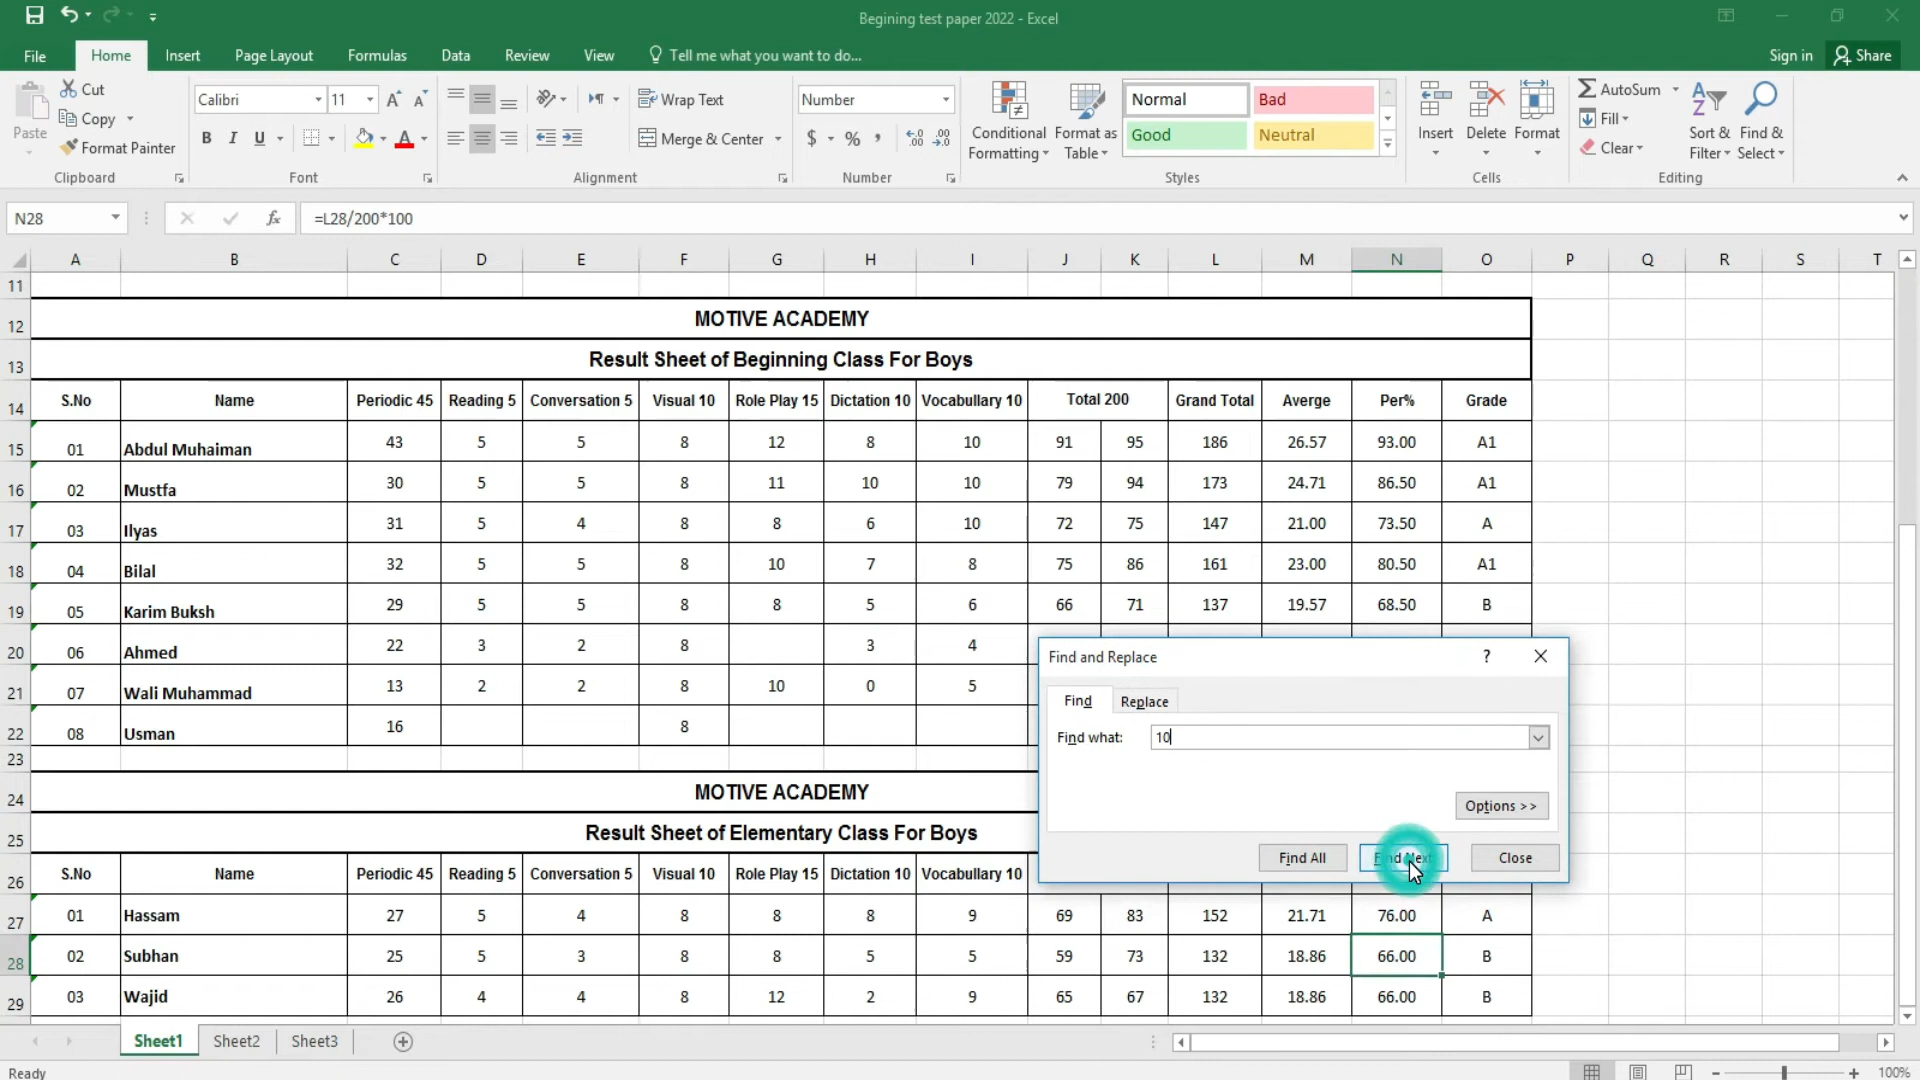 Begining test paper 2022 - Excel
File Home Insert Page Layout Formulas Data Review View Tell me what you want to do... Sign in Share
Paste Cut Copy Format Painter Clipboard
Calibri 11 B I U A Font
Wrap Text Merge & Center Alignment
Number $ % , Number
Conditional Formatting Format as Table Normal Bad Good Neutral Styles
Insert Delete Format Cells
AutoSum Fill Clear Sort & Filter Find & Select Editing
N28 fx =L28/200*100
A B C D E F G H I J K L M N O P Q R S T
11
12 MOTIVE ACADEMY
13 Result Sheet of Beginning Class For Boys
14 S.No Name Periodic 45 Reading 5 Conversation 5 Visual 10 Role Play 15 Dictation 10 Vocabullary 10 Total 200 Grand Total Averge Per% Grade
15 01 Abdul Muhaiman 43 5 5 8 12 8 10 91 95 186 26.57 93.00 A1
16 02 Mustfa 30 5 5 8 11 10 10 79 94 173 24.71 86.50 A1
17 03 Ilyas 31 5 4 8 8 6 10 72 75 147 21.00 73.50 A
18 04 Bilal 32 5 5 8 10 7 8 75 86 161 23.00 80.50 A1
19 05 Karim Buksh 29 5 5 8 8 5 6 66 71 137 19.57 68.50 B
20 06 Ahmed 22 3 2 8 3 4
21 07 Wali Muhammad 13 2 2 8 10 0 5
22 08 Usman 16 8
23
24 MOTIVE ACADEMY
25 Result Sheet of Elementary Class For Boys
26 S.No Name Periodic 45 Reading 5 Conversation 5 Visual 10 Role Play 15 Dictation 10 Vocabullary 10
27 01 Hassam 27 5 4 8 8 8 9 69 83 152 21.71 76.00 A
28 02 Subhan 25 5 3 8 8 5 5 59 73 132 18.86 66.00 B
29 03 Wajid 26 4 4 8 12 2 9 65 67 132 18.86 66.00 B
Find and Replace ?
Find Replace
Find what: 10
Options >>
Find All Find Next Close
Sheet1 Sheet2 Sheet3
Ready 100%